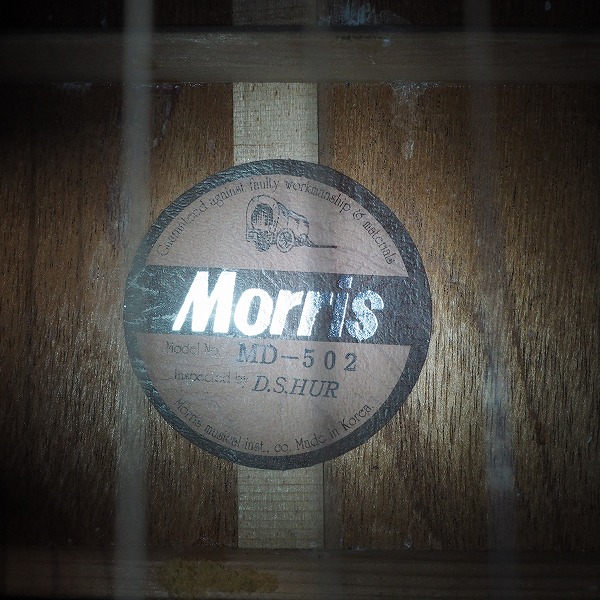 Guaranteed against faulty workmanship & materials
Morris
Model No. MD-502
Inspected by D.S.HUR
Morris musical inst., co. Made in Korea